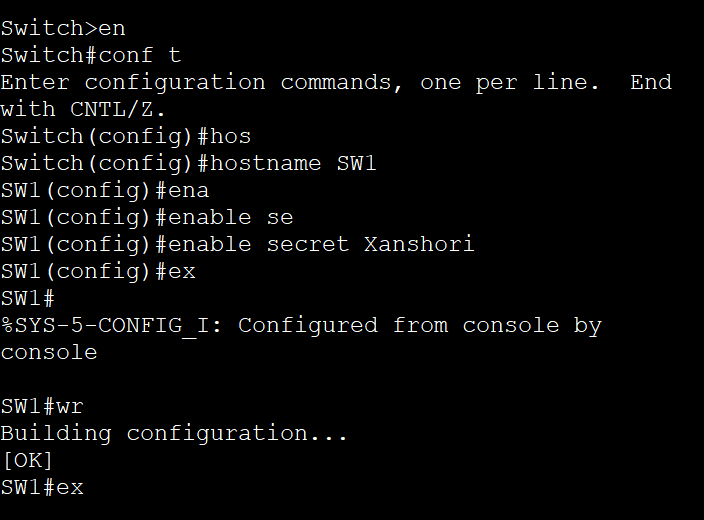 Switch>en
Switch#conf t
Enter configuration commands, one per line.  End
with CNTL/Z.
Switch(config)#hos
Switch(config)#hostname SW1
SW1(config)#ena
SW1(config)#enable se
SW1(config)#enable secret Xanshori
SW1(config)#ex
SW1#
%SYS-5-CONFIG_I: Configured from console by
console
SW1#wr
Building configuration...
[OK]
SW1#ex